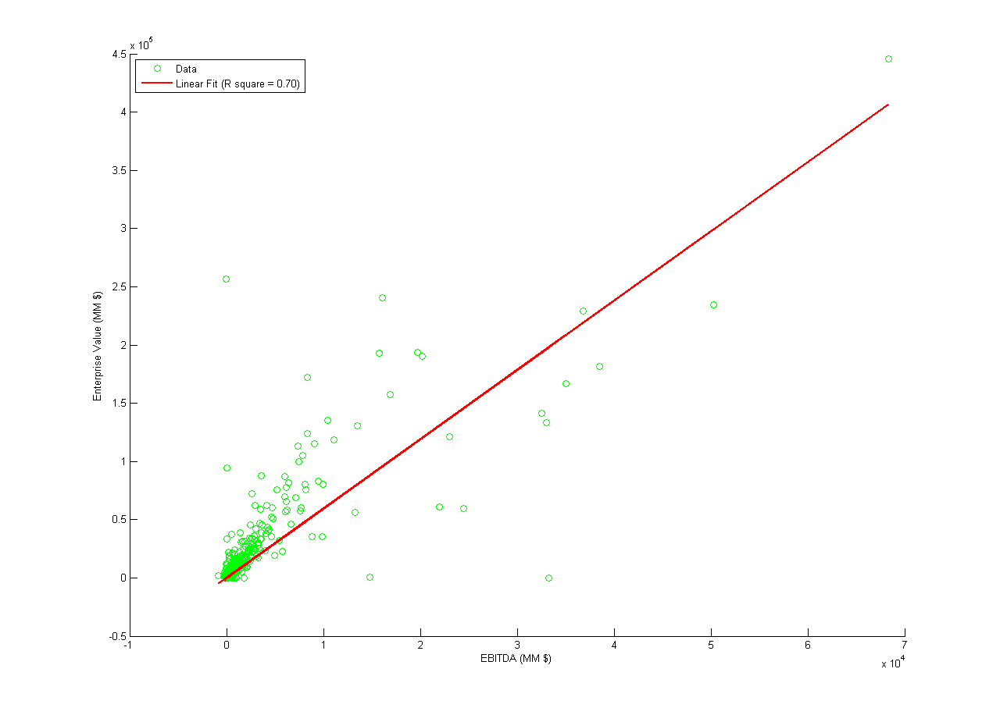 x 10^5
4.5
4
3.5
3
2.5
2
1.5
1
0.5
0
-0.5
Enterprise Value (MM $)
Data
Linear Fit (R square = 0.70)
-1 0 1 2 3 4 5 6 7
EBITDA (MM $)
x 10^4